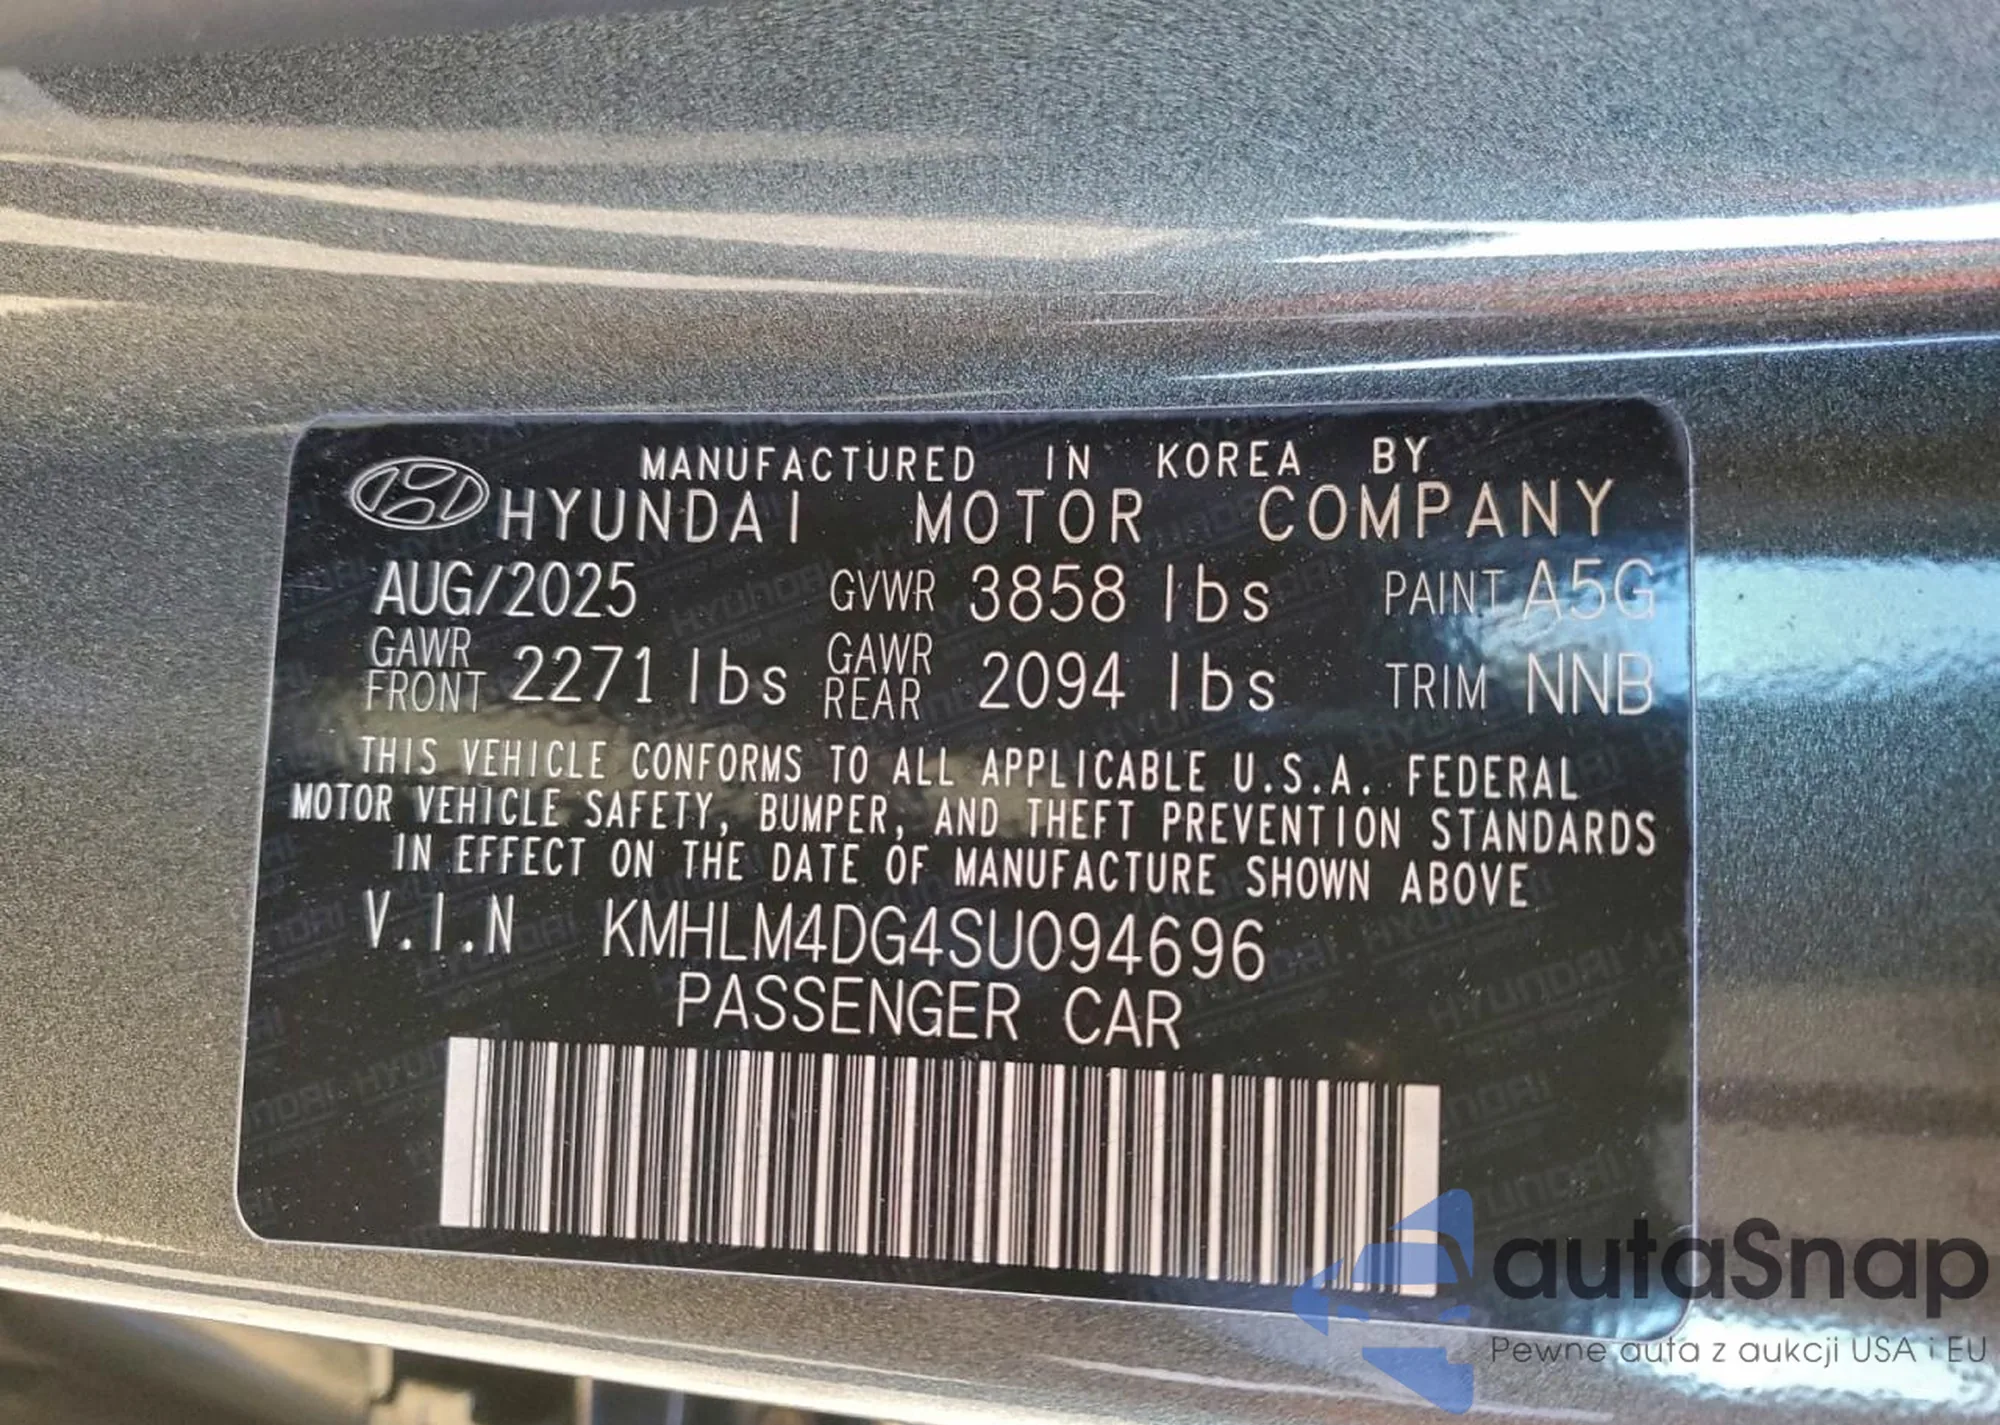 MANUFACTURED IN KOREA BY
HYUNDAI MOTOR COMPANY
AUG/2025 GVWR 3858 lbs PAINT A5G
GAWR FRONT 2271 lbs GAWR REAR 2094 lbs TRIM NNB
THIS VEHICLE CONFORMS TO ALL APPLICABLE U.S.A. FEDERAL
MOTOR VEHICLE SAFETY, BUMPER, AND THEFT PREVENTION STANDARDS
IN EFFECT ON THE DATE OF MANUFACTURE SHOWN ABOVE
V.I.N KMHLM4DG4SU094696
PASSENGER CAR
autaSnap
Pewne auta z aukcji USA i EU